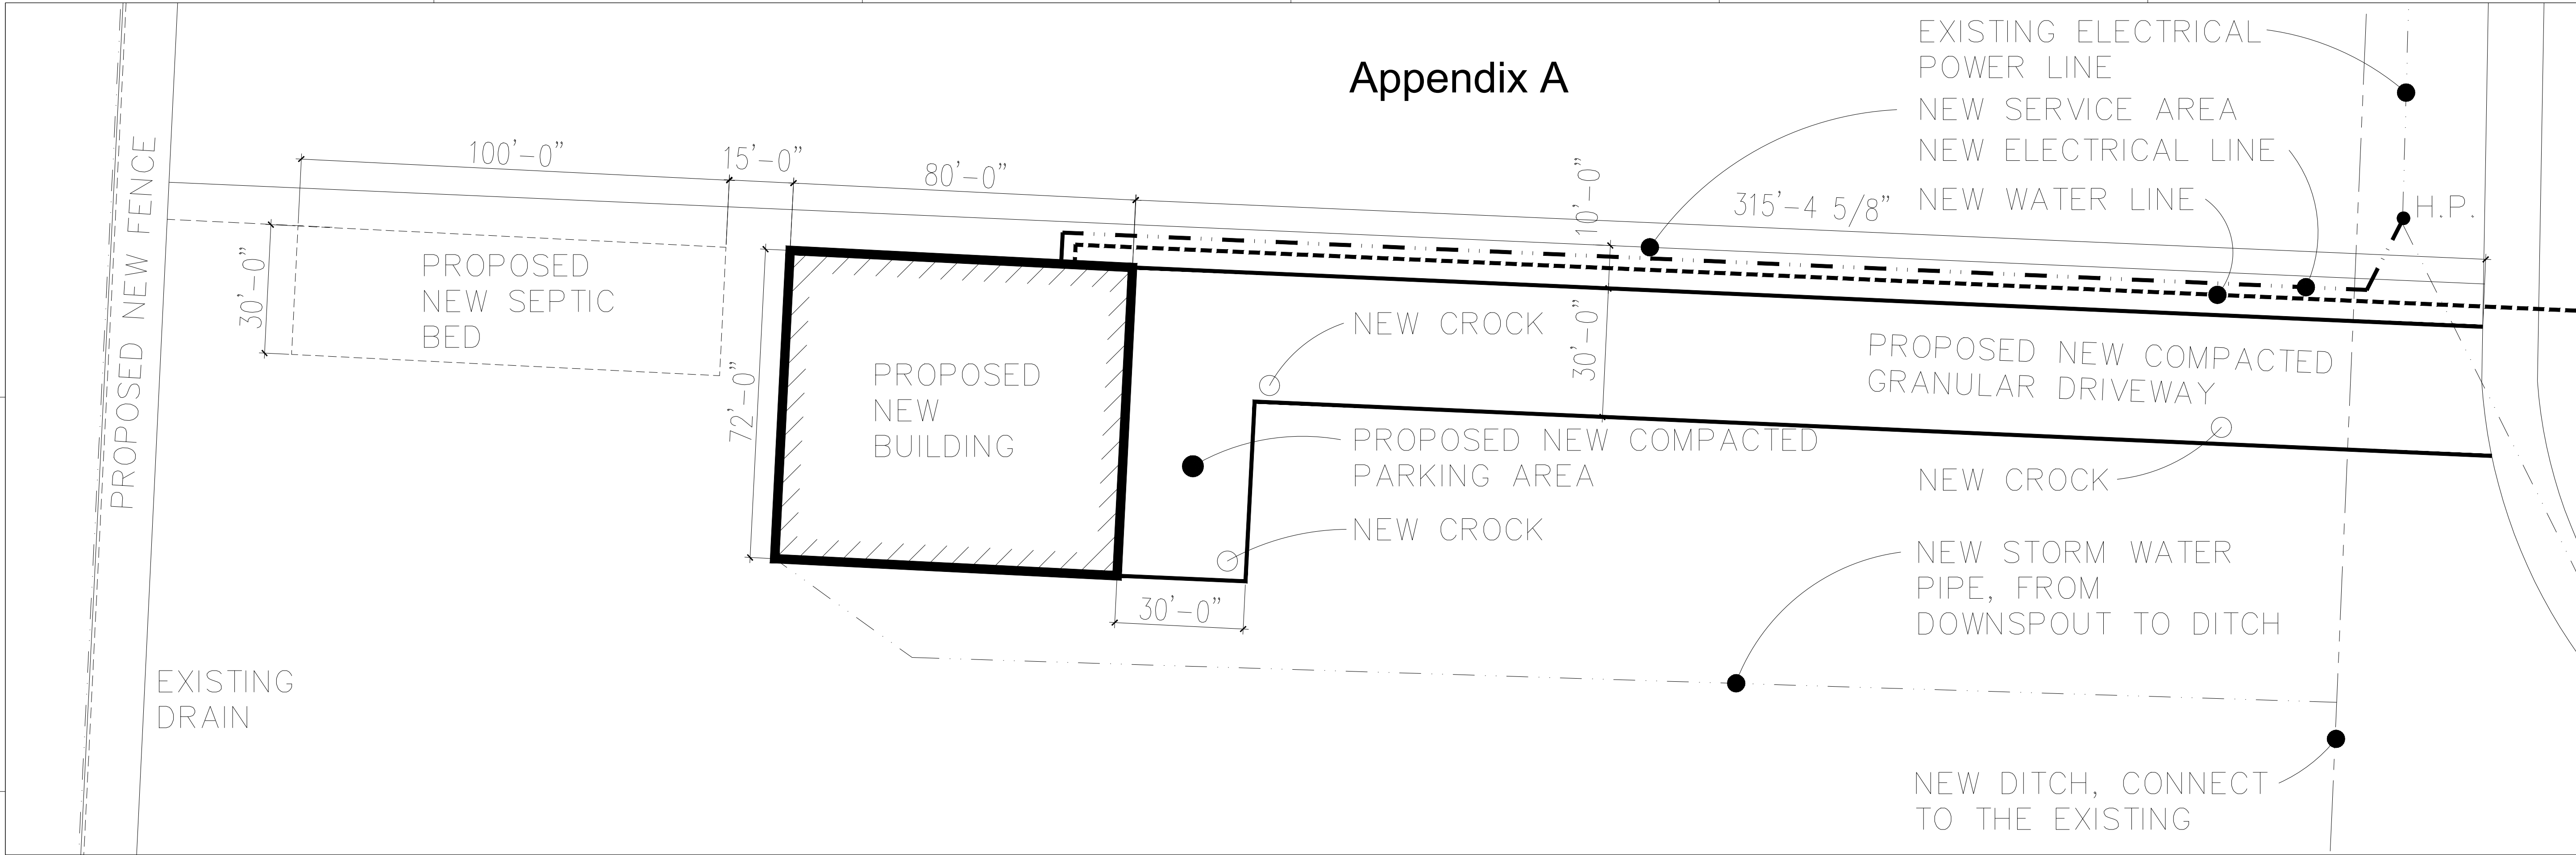 Appendix A
EXISTING ELECTRICAL
POWER LINE
NEW SERVICE AREA
NEW ELECTRICAL LINE
NEW WATER LINE
H.P.
100'-0"
15'-0"
80'-0"
10'-0"
315'-4 5/8"
PROPOSED NEW FENCE
30'-0"
PROPOSED
NEW SEPTIC
BED
72'-0"
PROPOSED
NEW
BUILDING
NEW CROCK
30'-0"
PROPOSED NEW COMPACTED
GRANULAR DRIVEWAY
PROPOSED NEW COMPACTED
PARKING AREA
NEW CROCK
NEW CROCK
30'-0"
NEW STORM WATER
PIPE, FROM
DOWNSPOUT TO DITCH
EXISTING
DRAIN
NEW DITCH, CONNECT
TO THE EXISTING